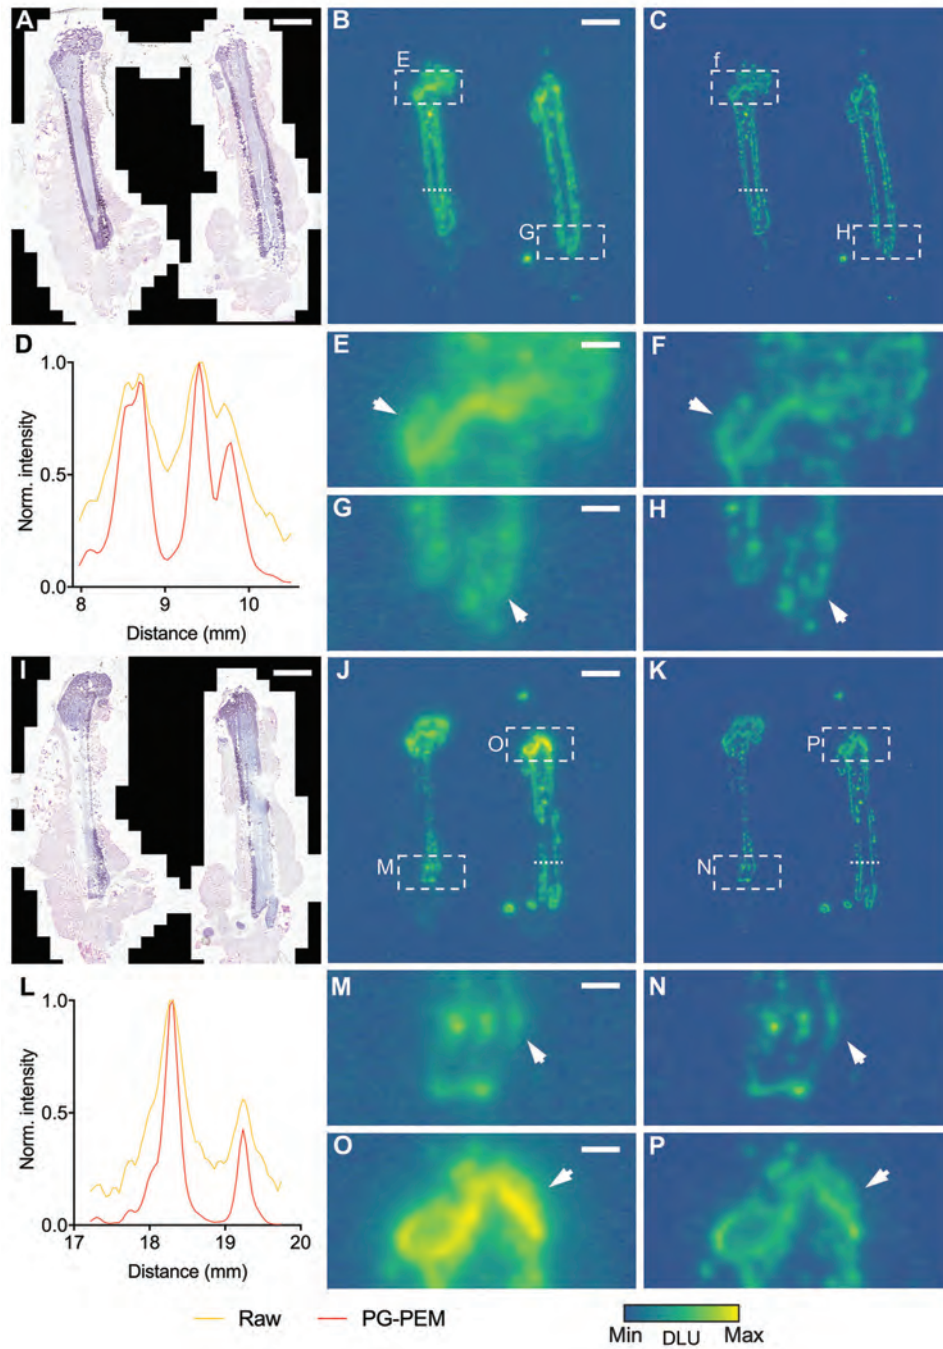 A
B
C
E
f
G
H
D
1.0
0.5
0.0
Norm. intensity
8
9
10
Distance (mm)
E
F
G
H
I
J
K
O
P
M
N
L
1.0
0.5
0.0
Norm. intensity
17
18
19
20
Distance (mm)
M
N
O
P
Raw
PG-PEM
Min
DLU
Max